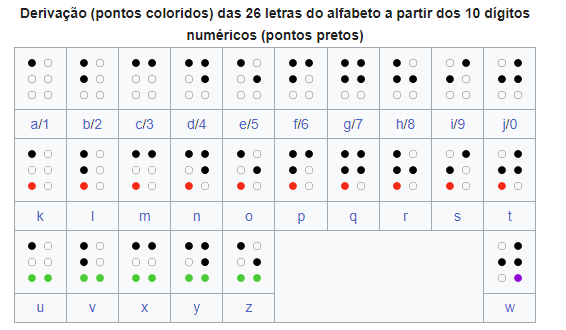 Derivação (pontos coloridos) das 26 letras do alfabeto a partir dos 10 dígitos
numéricos (pontos pretos)
a/1 b/2 c/3 d/4 e/5 f/6 g/7 h/8 i/9 j/0
k l m n o p q r s t
u v x y z w